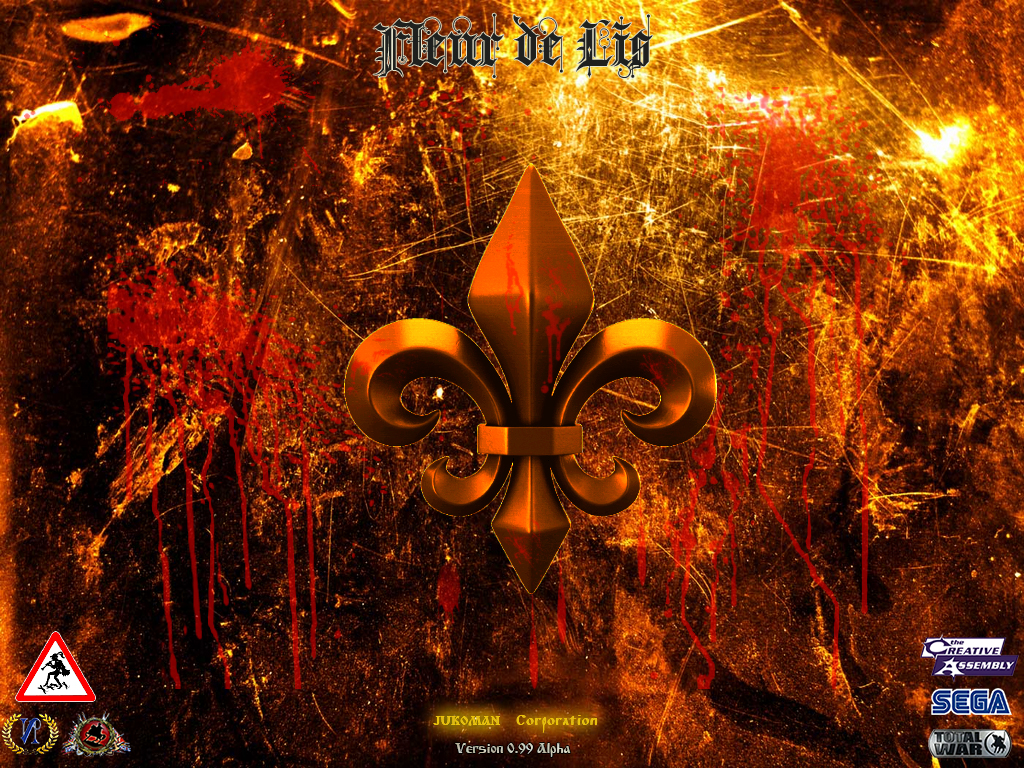 Fleur de Lis
the
CREATIVE
ASSEMBLY
SEGA
TOTAL
WAR
JUKOMAN Corporation
Version 0.99 Alpha